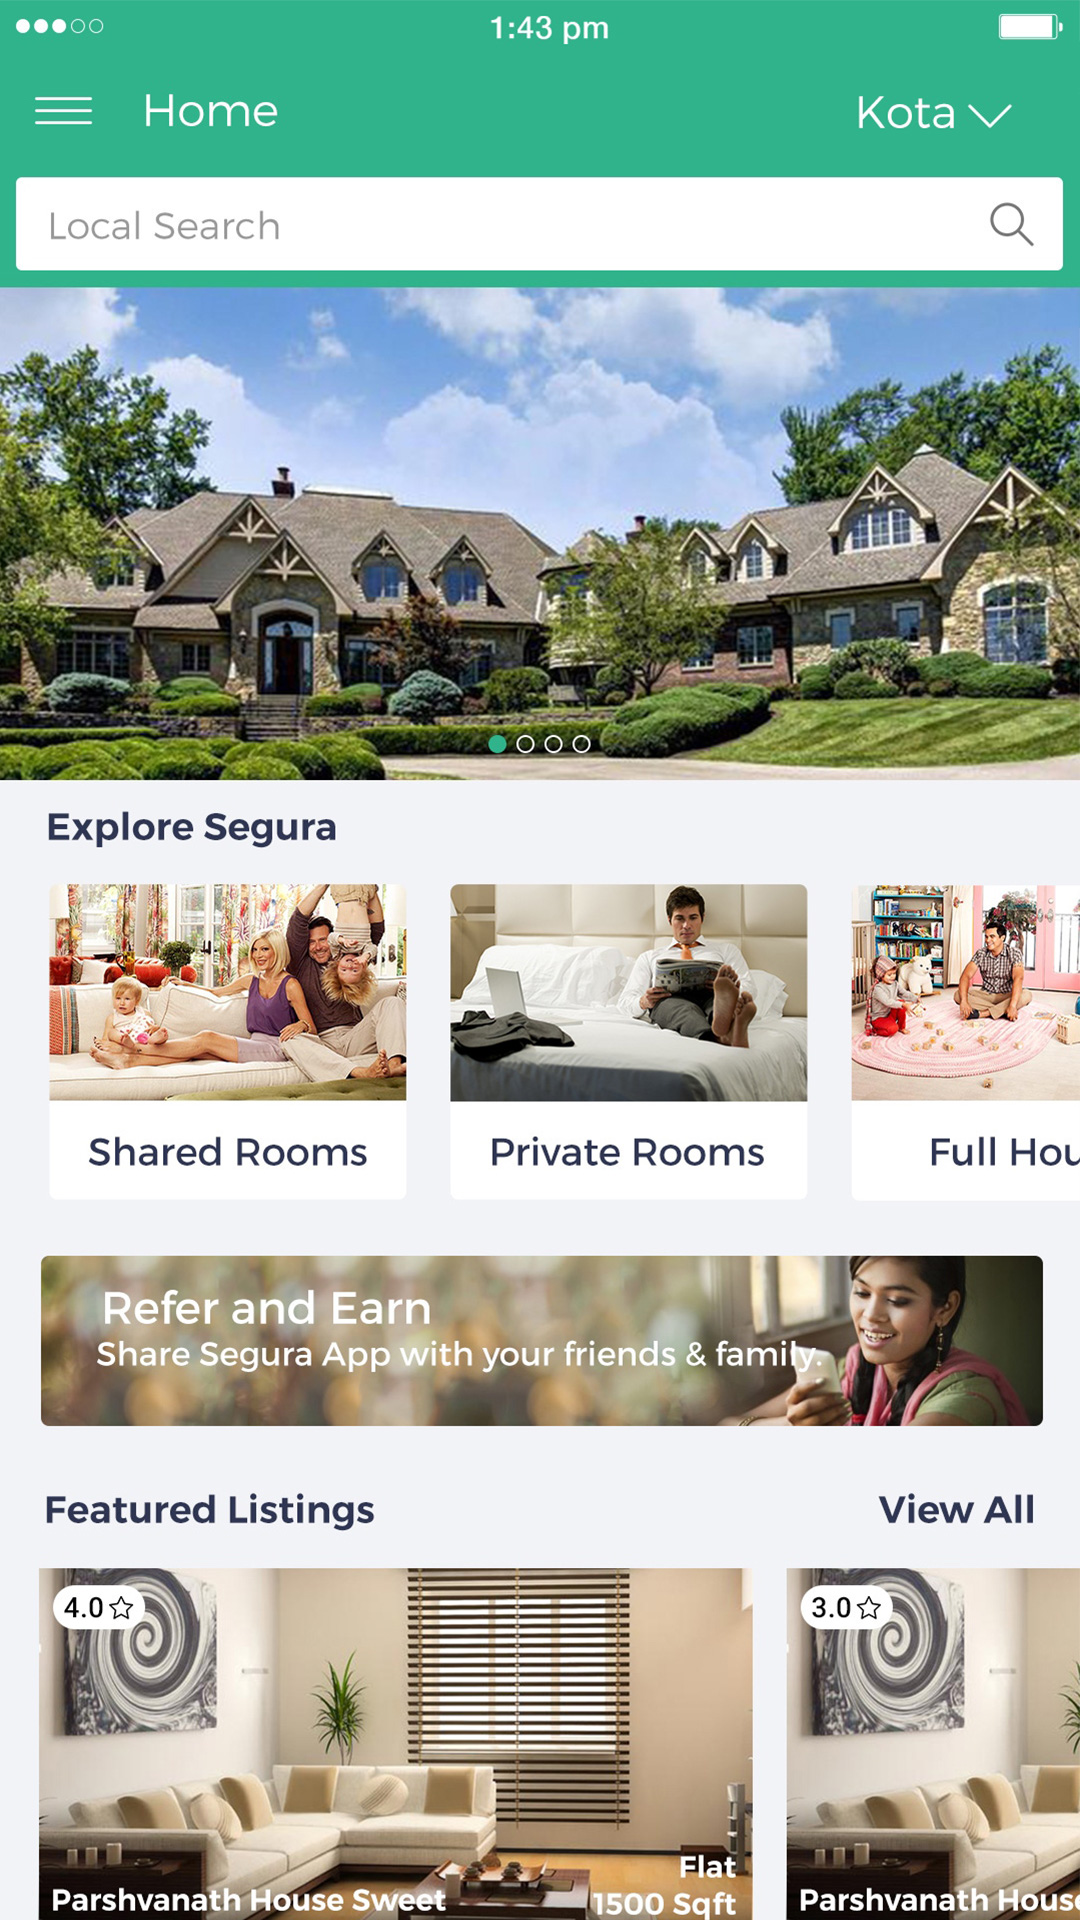 1:43 pm
Home
Kota
Local Search
Explore Segura
Shared Rooms
Private Rooms
Full Hou
Refer and Earn
Share Segura App with your friends & family.
Featured Listings
View All
4.0
3.0
Flat
Parshvanath House Sweet
1500 Sqft
Parshvanath House